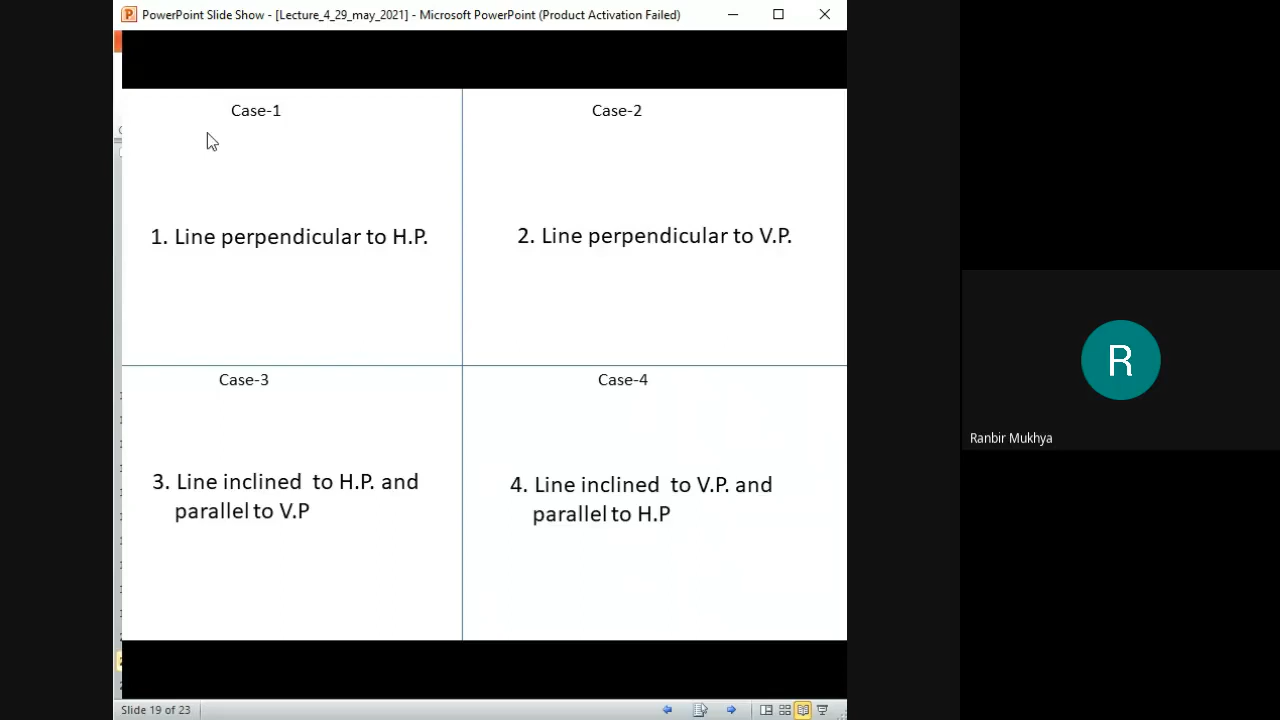 PowerPoint Slide Show - [Lecture_4_29_may_2021] - Microsoft PowerPoint (Product Activation Failed)
Case-1
Case-2
1. Line perpendicular to H.P.
2. Line perpendicular to V.P.
Case-3
Case-4
3. Line inclined to H.P. and
parallel to V.P
4. Line inclined to V.P. and
parallel to H.P
R
Ranbir Mukhya
Slide 19 of 23